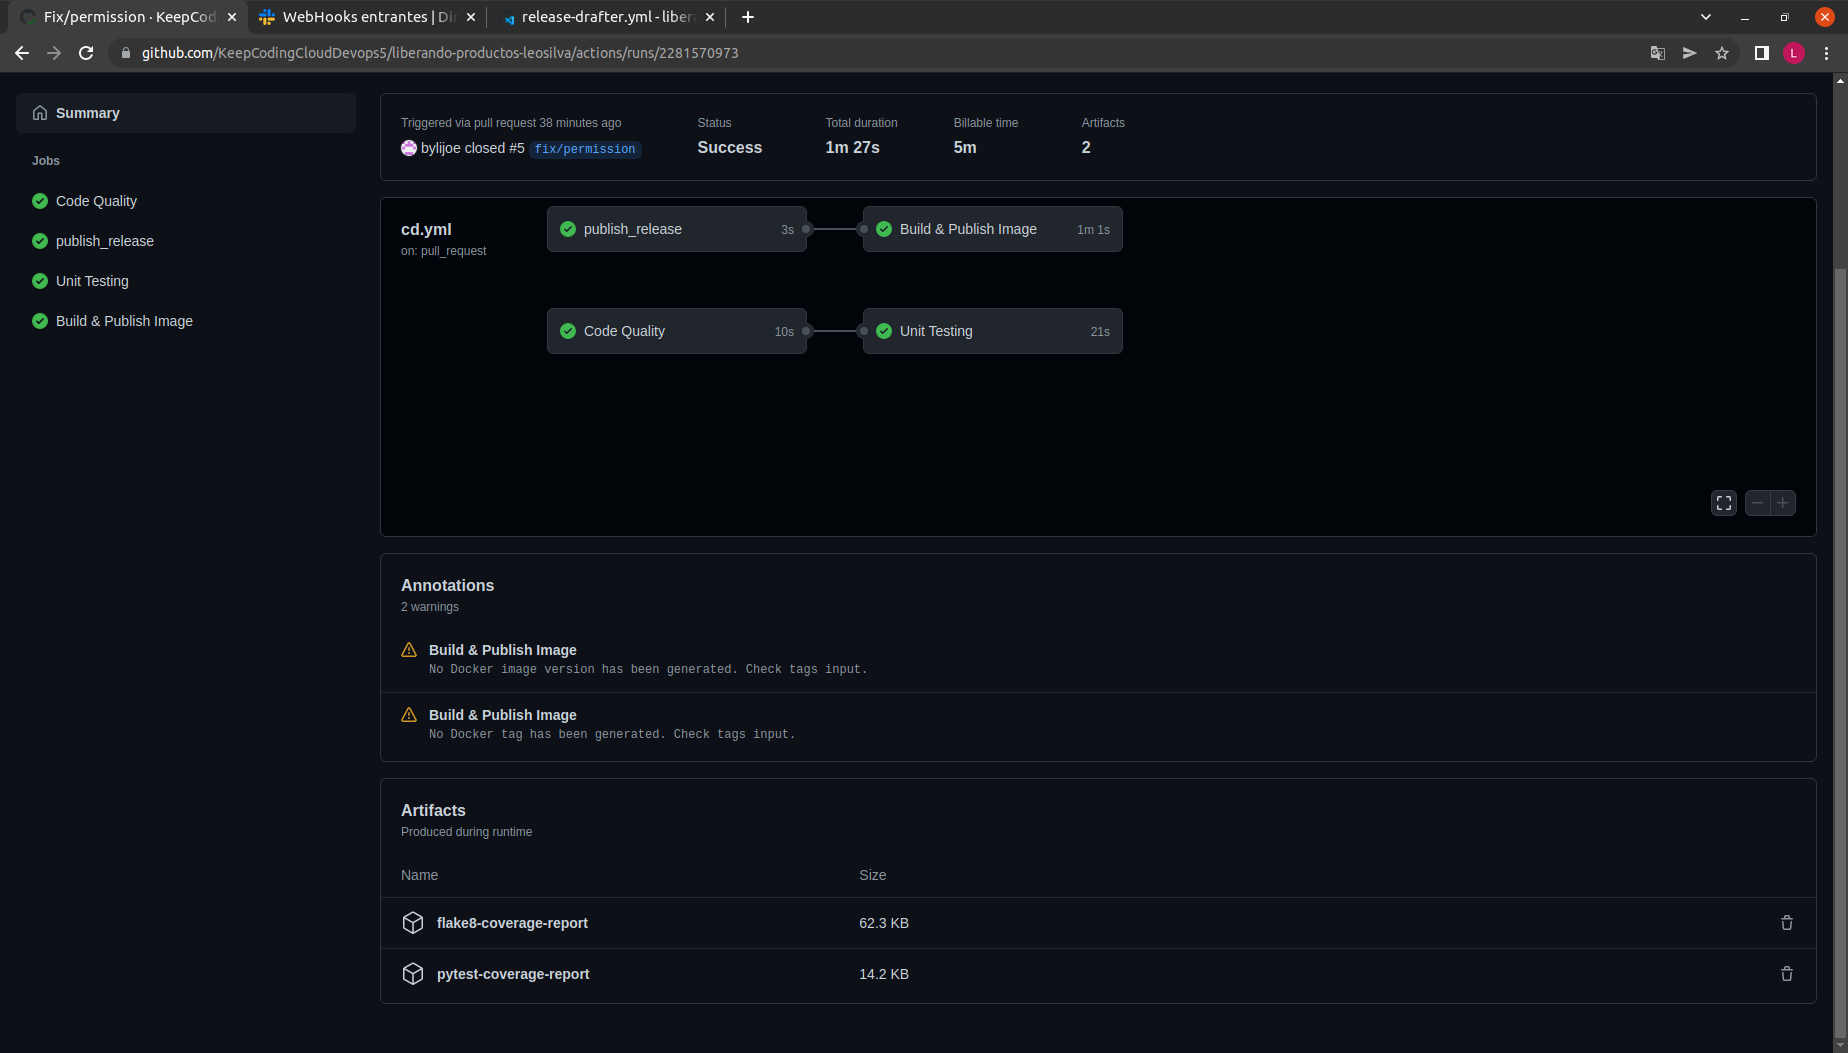 Fix/permission · KeepCod
WebHooks entrantes | Dir
release-drafter.yml - libera
github.com/KeepCodingCloudDevops5/liberando-productos-leosilva/actions/runs/2281570973
L
Summary
Jobs
Code Quality
publish_release
Unit Testing
Build & Publish Image
Triggered via pull request 38 minutes ago
bylijoe closed #5 fix/permission
Status
Success
Total duration
1m 27s
Billable time
5m
Artifacts
2
cd.yml
on: pull_request
publish_release 3s
Build & Publish Image 1m 1s
Code Quality 10s
Unit Testing 21s
Annotations
2 warnings
Build & Publish Image
No Docker image version has been generated. Check tags input.
Build & Publish Image
No Docker tag has been generated. Check tags input.
Artifacts
Produced during runtime
Name Size
flake8-coverage-report 62.3 KB
pytest-coverage-report 14.2 KB